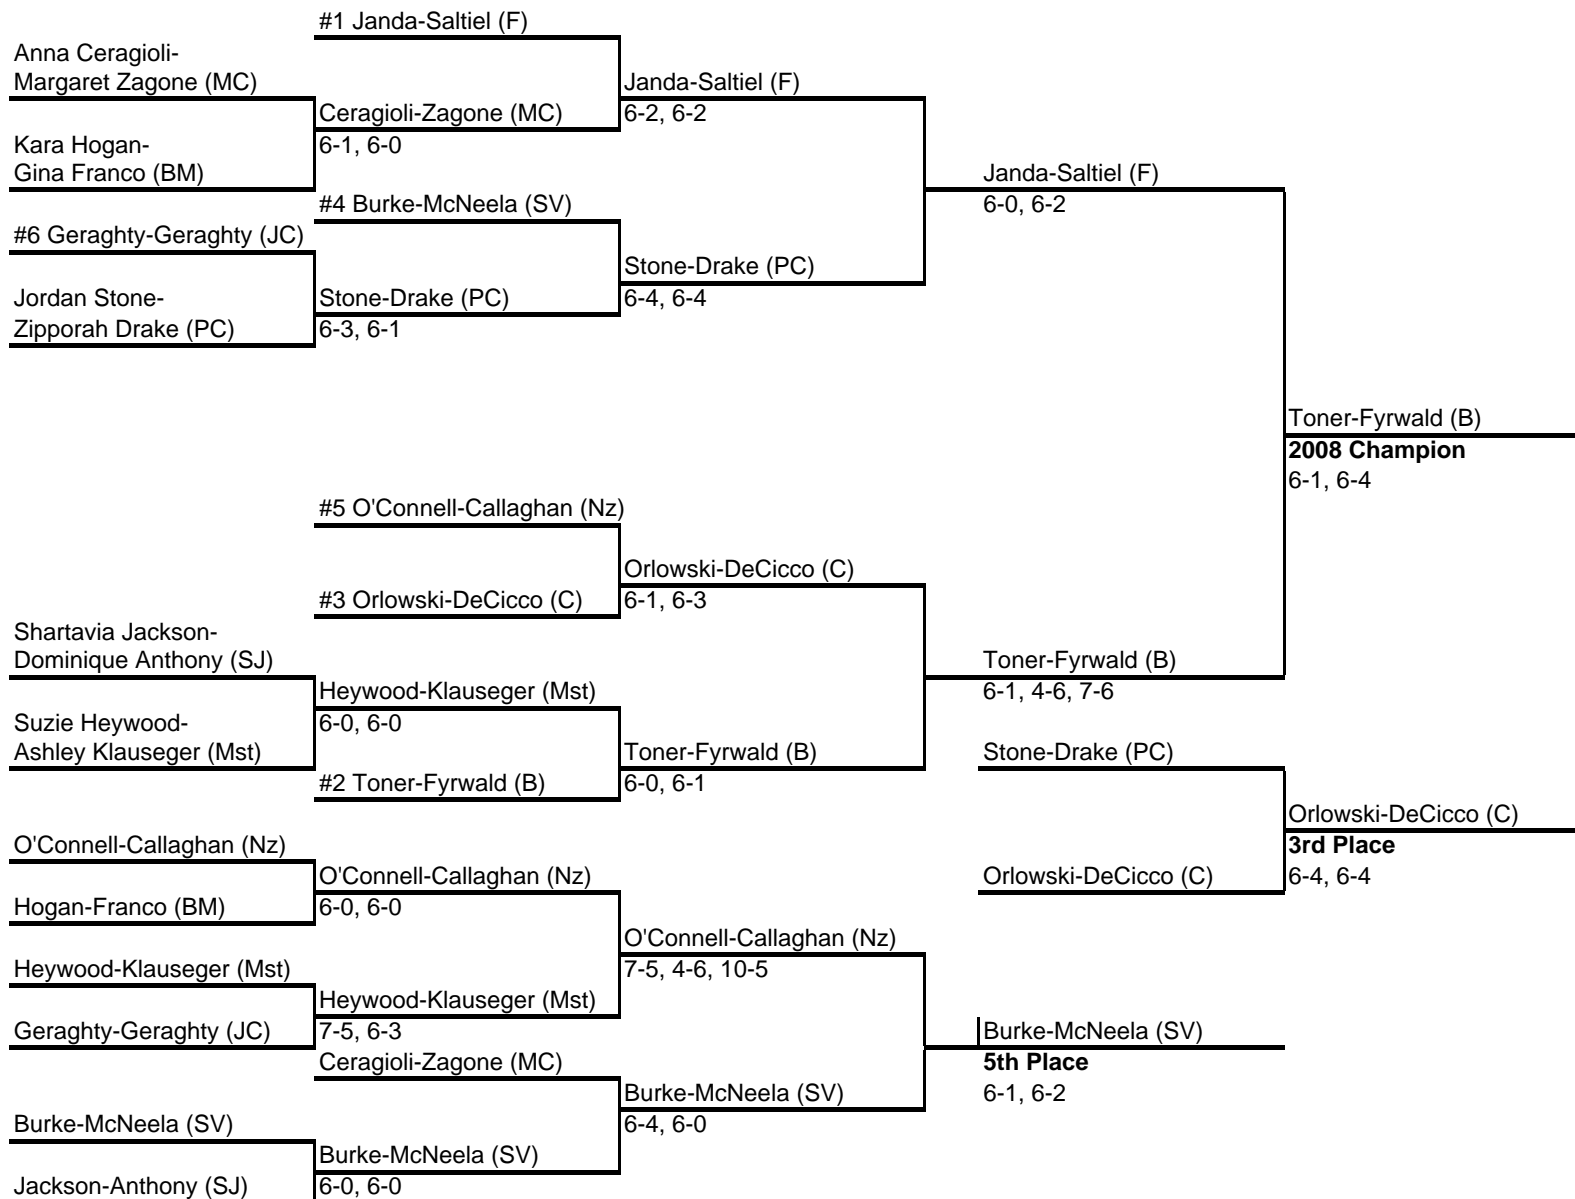 #1 Janda-Saltiel (F)
Anna Ceragioli-
Margaret Zagone (MC)
Janda-Saltiel (F)
Ceragioli-Zagone (MC)
6-2, 6-2
Kara Hogan-
Gina Franco (BM)
6-1, 6-0
Janda-Saltiel (F)
6-0, 6-2
#4 Burke-McNeela (SV)
#6 Geraghty-Geraghty (JC)
Stone-Drake (PC)
6-4, 6-4
Jordan Stone-
Zipporah Drake (PC)
Stone-Drake (PC)
6-3, 6-1
Toner-Fyrwald (B)
2008 Champion
6-1, 6-4
#5 O'Connell-Callaghan (Nz)
Orlowski-DeCicco (C)
6-1, 6-3
#3 Orlowski-DeCicco (C)
Shartavia Jackson-
Dominique Anthony (SJ)
Toner-Fyrwald (B)
6-1, 4-6, 7-6
Heywood-Klauseger (Mst)
6-0, 6-0
Suzie Heywood-
Ashley Klauseger (Mst)
Toner-Fyrwald (B)
6-0, 6-1
Stone-Drake (PC)
#2 Toner-Fyrwald (B)
Orlowski-DeCicco (C)
3rd Place
6-4, 6-4
O'Connell-Callaghan (Nz)
O'Connell-Callaghan (Nz)
6-0, 6-0
Orlowski-DeCicco (C)
Hogan-Franco (BM)
O'Connell-Callaghan (Nz)
7-5, 4-6, 10-5
Heywood-Klauseger (Mst)
Heywood-Klauseger (Mst)
7-5, 6-3
Geraghty-Geraghty (JC)
Burke-McNeela (SV)
5th Place
6-1, 6-2
Ceragioli-Zagone (MC)
Burke-McNeela (SV)
6-4, 6-0
Burke-McNeela (SV)
Burke-McNeela (SV)
6-0, 6-0
Jackson-Anthony (SJ)